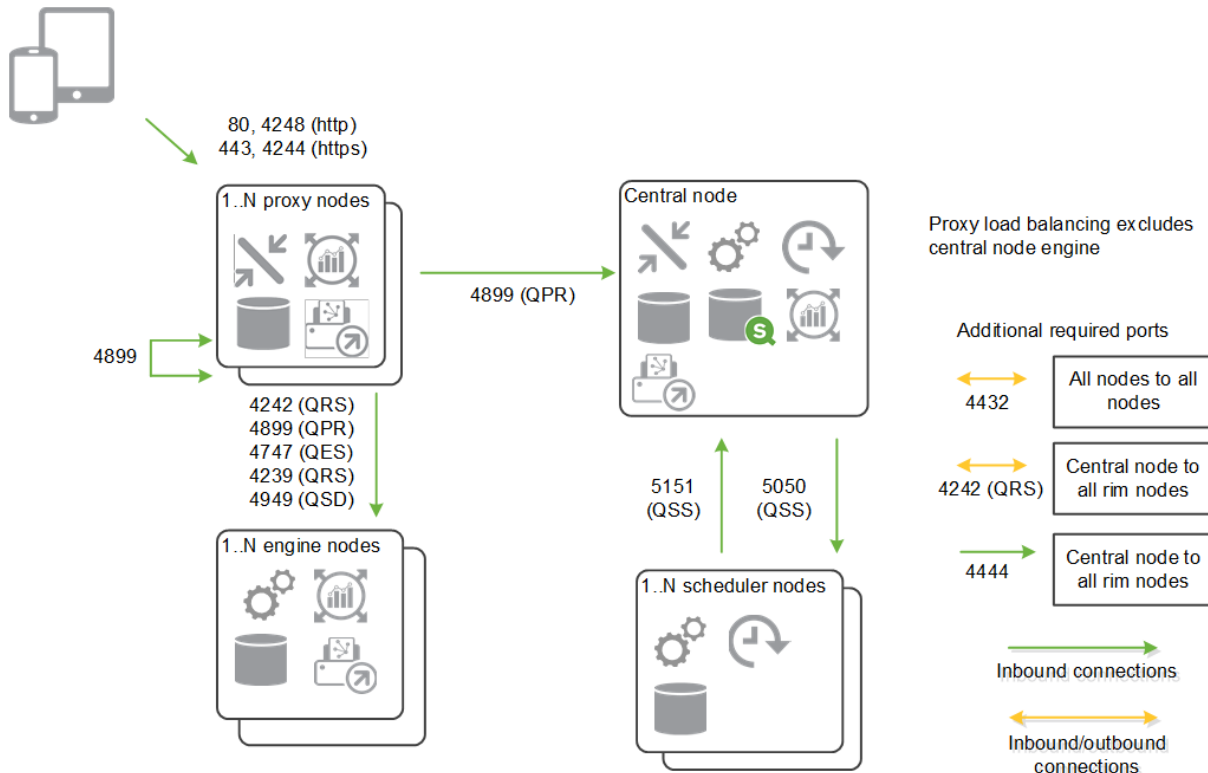 80, 4248 (http)
443, 4244 (https)
1..N proxy nodes
4899
4899 (QPR)
Central node
S
Proxy load balancing excludes
central node engine
Additional required ports
4432
All nodes to all
nodes
4242 (QRS)
Central node to
all rim nodes
4444
Central node to
all rim nodes
4242 (QRS)
4899 (QPR)
4747 (QES)
4239 (QRS)
4949 (QSD)
5151
(QSS)
5050
(QSS)
1..N engine nodes
1..N scheduler nodes
Inbound connections
Inbound/outbound
connections